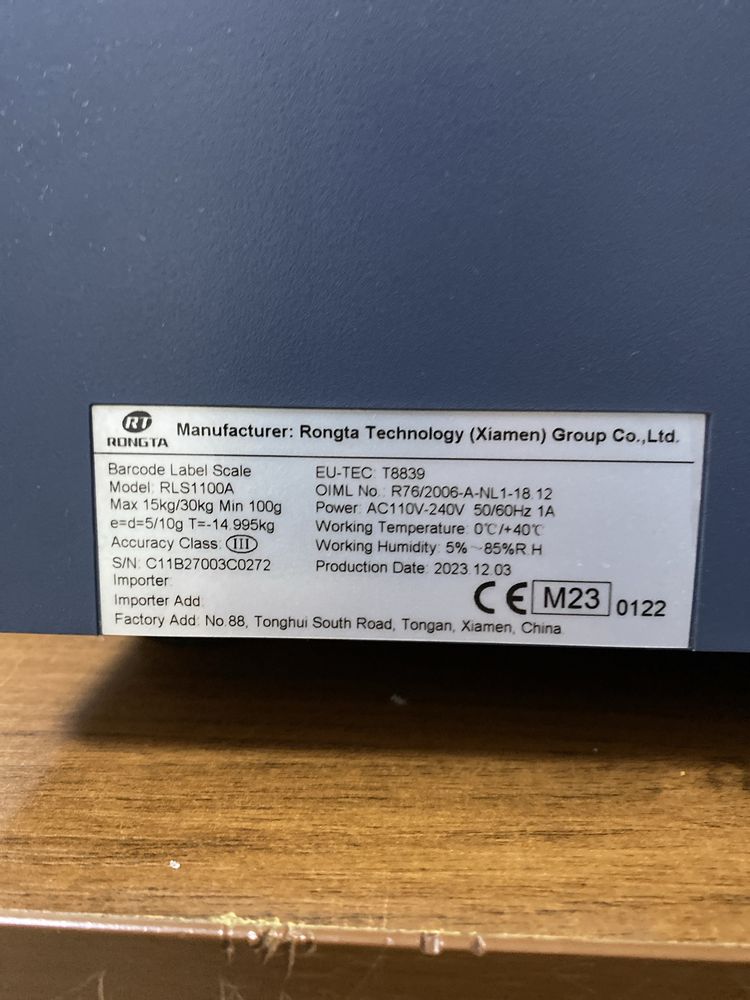 RT
RONGTA
Manufacturer: Rongta Technology (Xiamen) Group Co.,Ltd.
Barcode Label Scale
Model: RLS1100A
Max 15kg/30kg Min 100g
e=d=5/10g T=-14.995kg
Accuracy Class: III
S/N: C11B27003C0272
Importer:
Importer Add:
Factory Add: No.88, Tonghui South Road, Tongan, Xiamen, China
EU-TEC: T8839
OIML No.: R76/2006-A-NL1-18.12
Power: AC110V-240V 50/60Hz 1A
Working Temperature: 0℃/+40℃
Working Humidity: 5%~85%R.H
Production Date: 2023.12.03
CE M23 0122